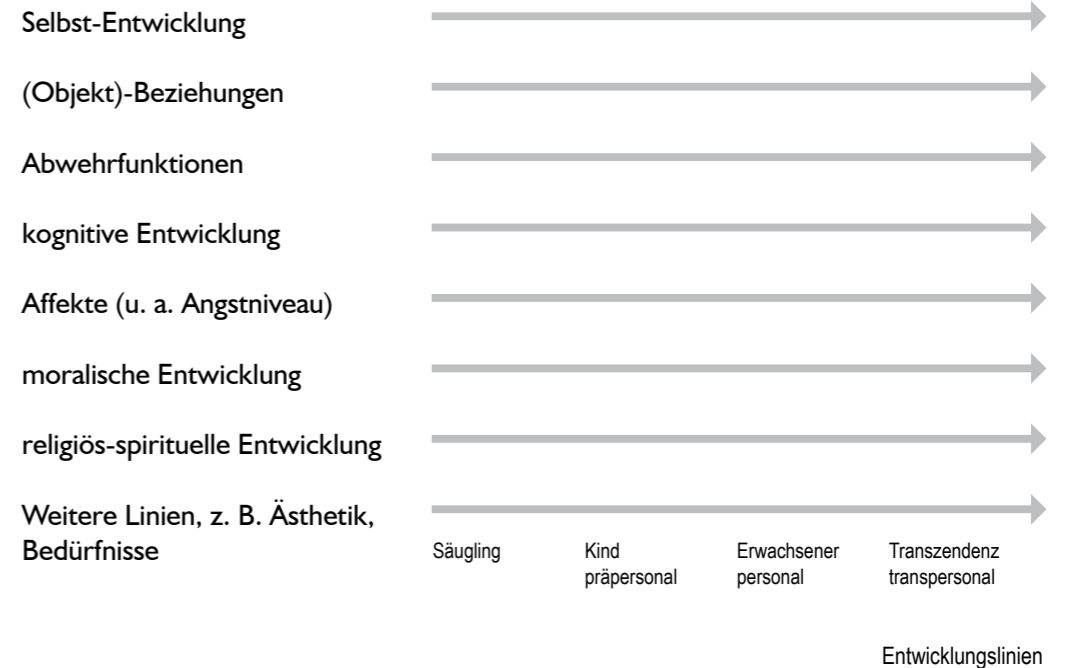 Selbst-Entwicklung
(Objekt)-Beziehungen
Abwehrfunktionen
kognitive Entwicklung
Affekte (u. a. Angstniveau)
moralische Entwicklung
religiös-spirituelle Entwicklung
Weitere Linien, z. B. Ästhetik,
Bedürfnisse
Säugling
Kind
präpersonal
Erwachsener
personal
Transzendenz
transpersonal
Entwicklungslinien